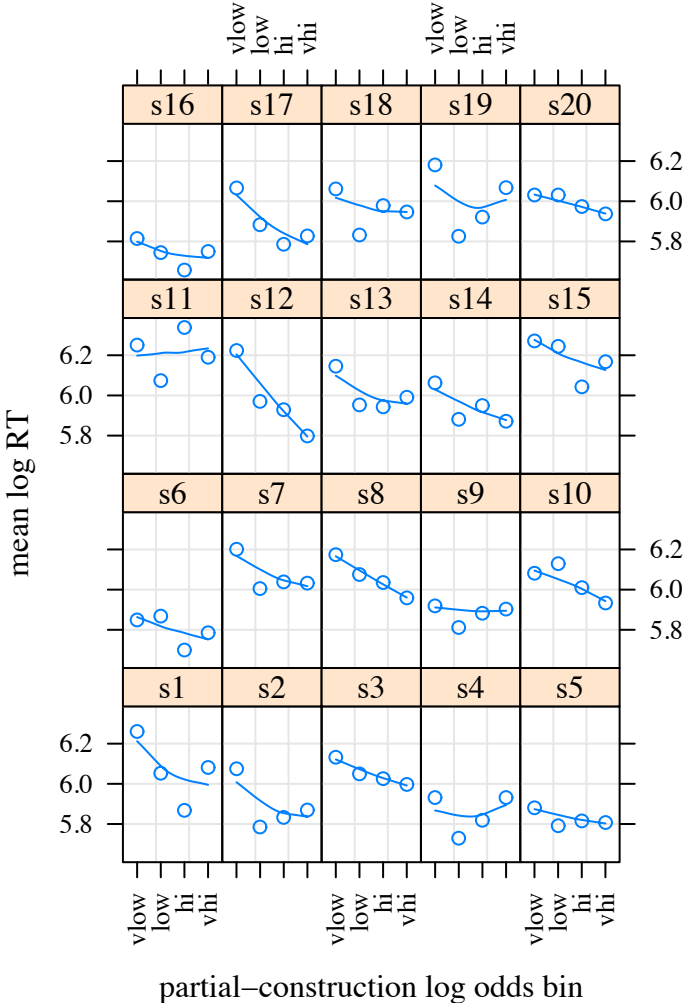 vlow low hi vhi vlow low hi vhi
s16 s17 s18 s19 s20
6.2
6.0
5.8
s11 s12 s13 s14 s15
6.2
6.0
5.8
s6 s7 s8 s9 s10
6.2
6.0
5.8
s1 s2 s3 s4 s5
6.2
6.0
5.8
mean log RT
vlow low hi vhi vlow low hi vhi vlow low hi vhi
partial−construction log odds bin